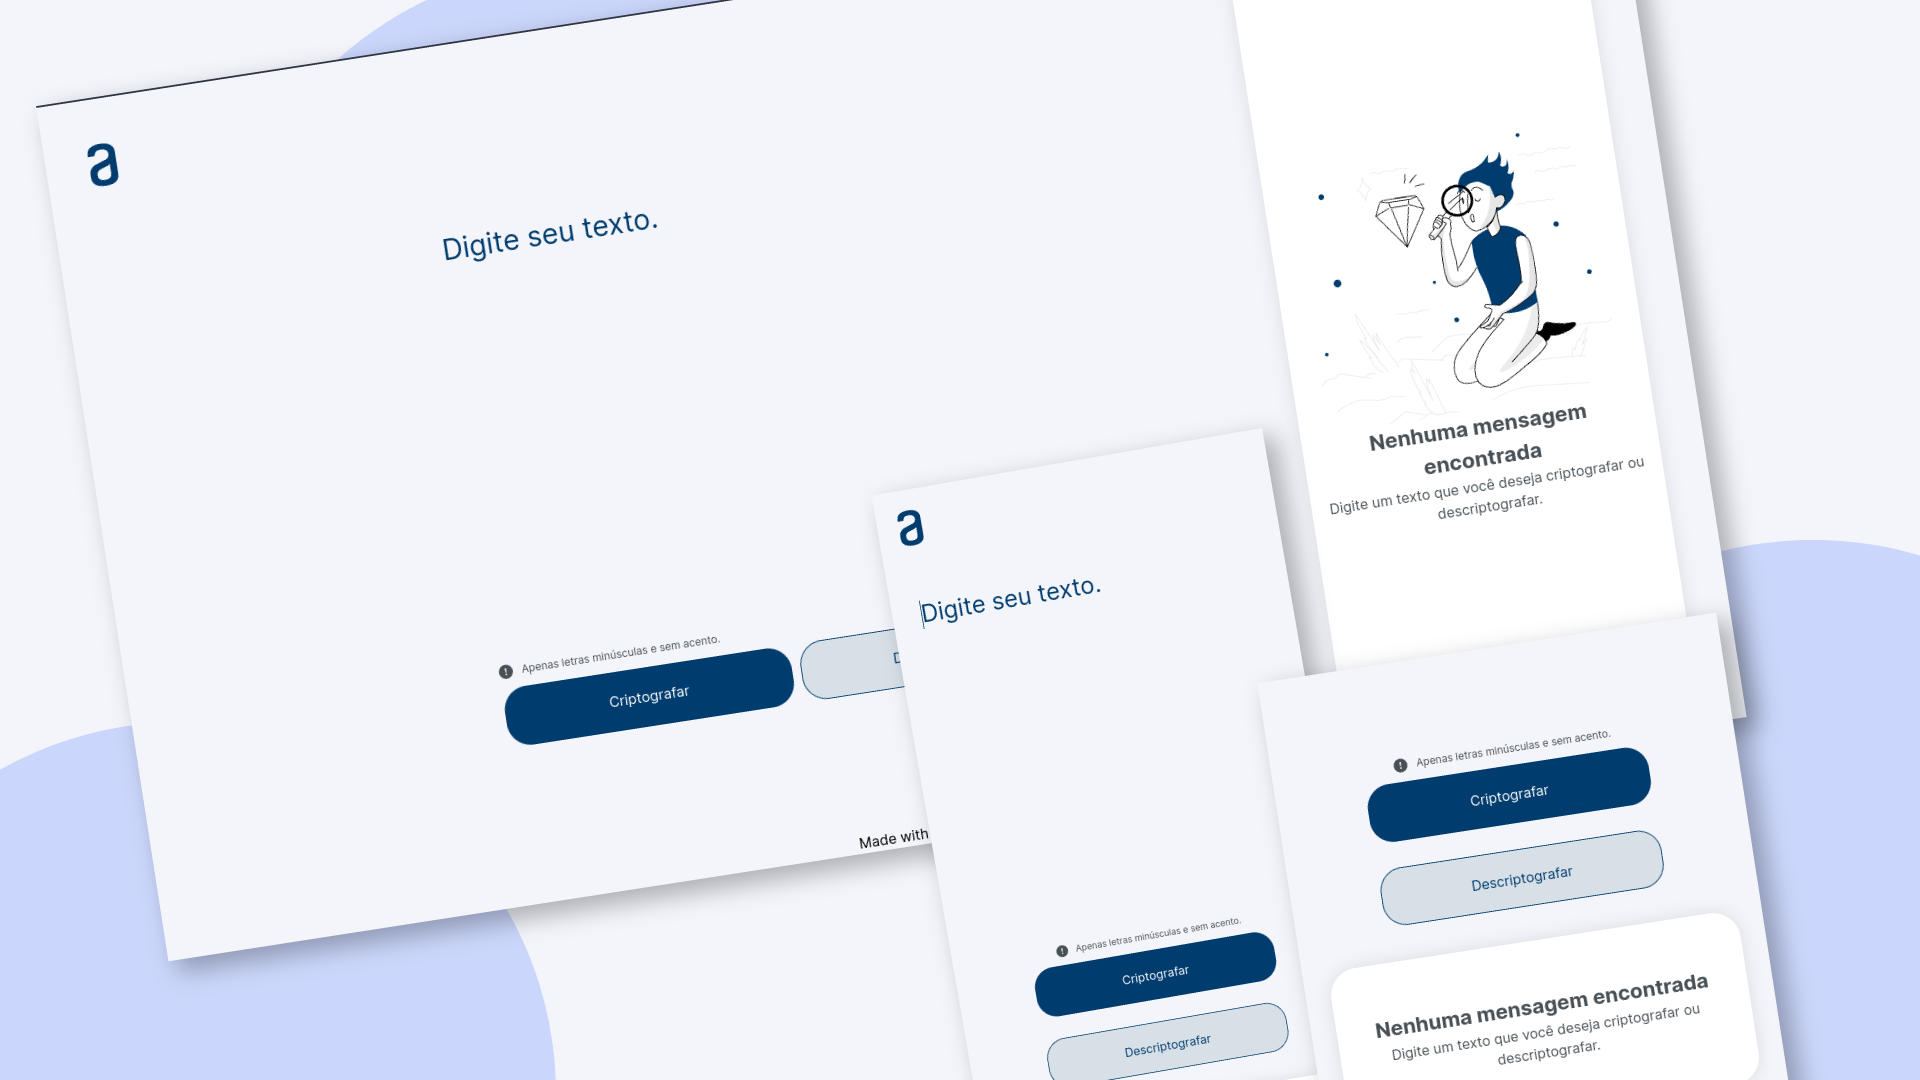 a
Digite seu texto.
Apenas letras minúsculas e sem acento.
Criptografar
D
Made with
Nenhuma mensagem
encontrada
Digite um texto que você deseja criptografar ou
descriptografar.
a
Digite seu texto.
Apenas letras minúsculas e sem acento.
Criptografar
Descriptografar
Apenas letras minúsculas e sem acento.
Criptografar
Descriptografar
Nenhuma mensagem encontrada
Digite um texto que você deseja criptografar ou
descriptografar.